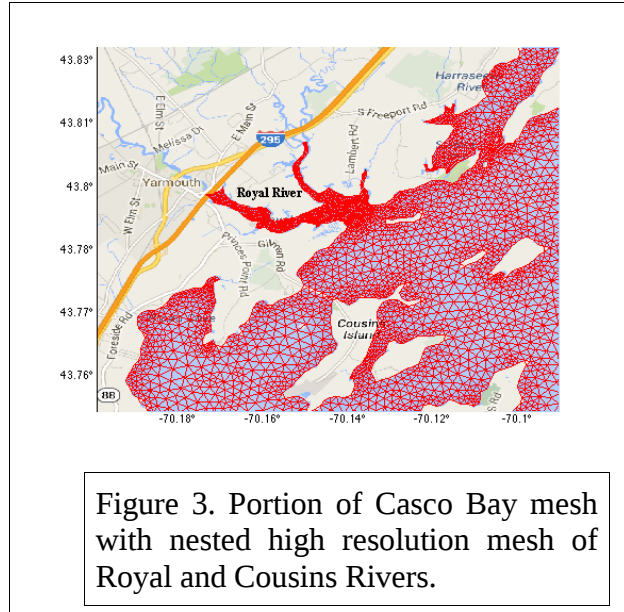 43.83°
43.81°
43.8°
43.78°
43.77°
43.76°
Harraseeket
River
S Freeport Rd
E Elm St
Melissa Dr
E Main St
295
Lambert Rd
Main St
Yarmouth
Royal River
W Elm St
Princes Point Rd
Gilman Rd
Foreside Rd
Cousins
Island
88
s Rd
-70.18°
-70.16°
-70.14°
-70.12°
-70.1°
Figure 3. Portion of Casco Bay mesh
with nested high resolution mesh of
Royal and Cousins Rivers.